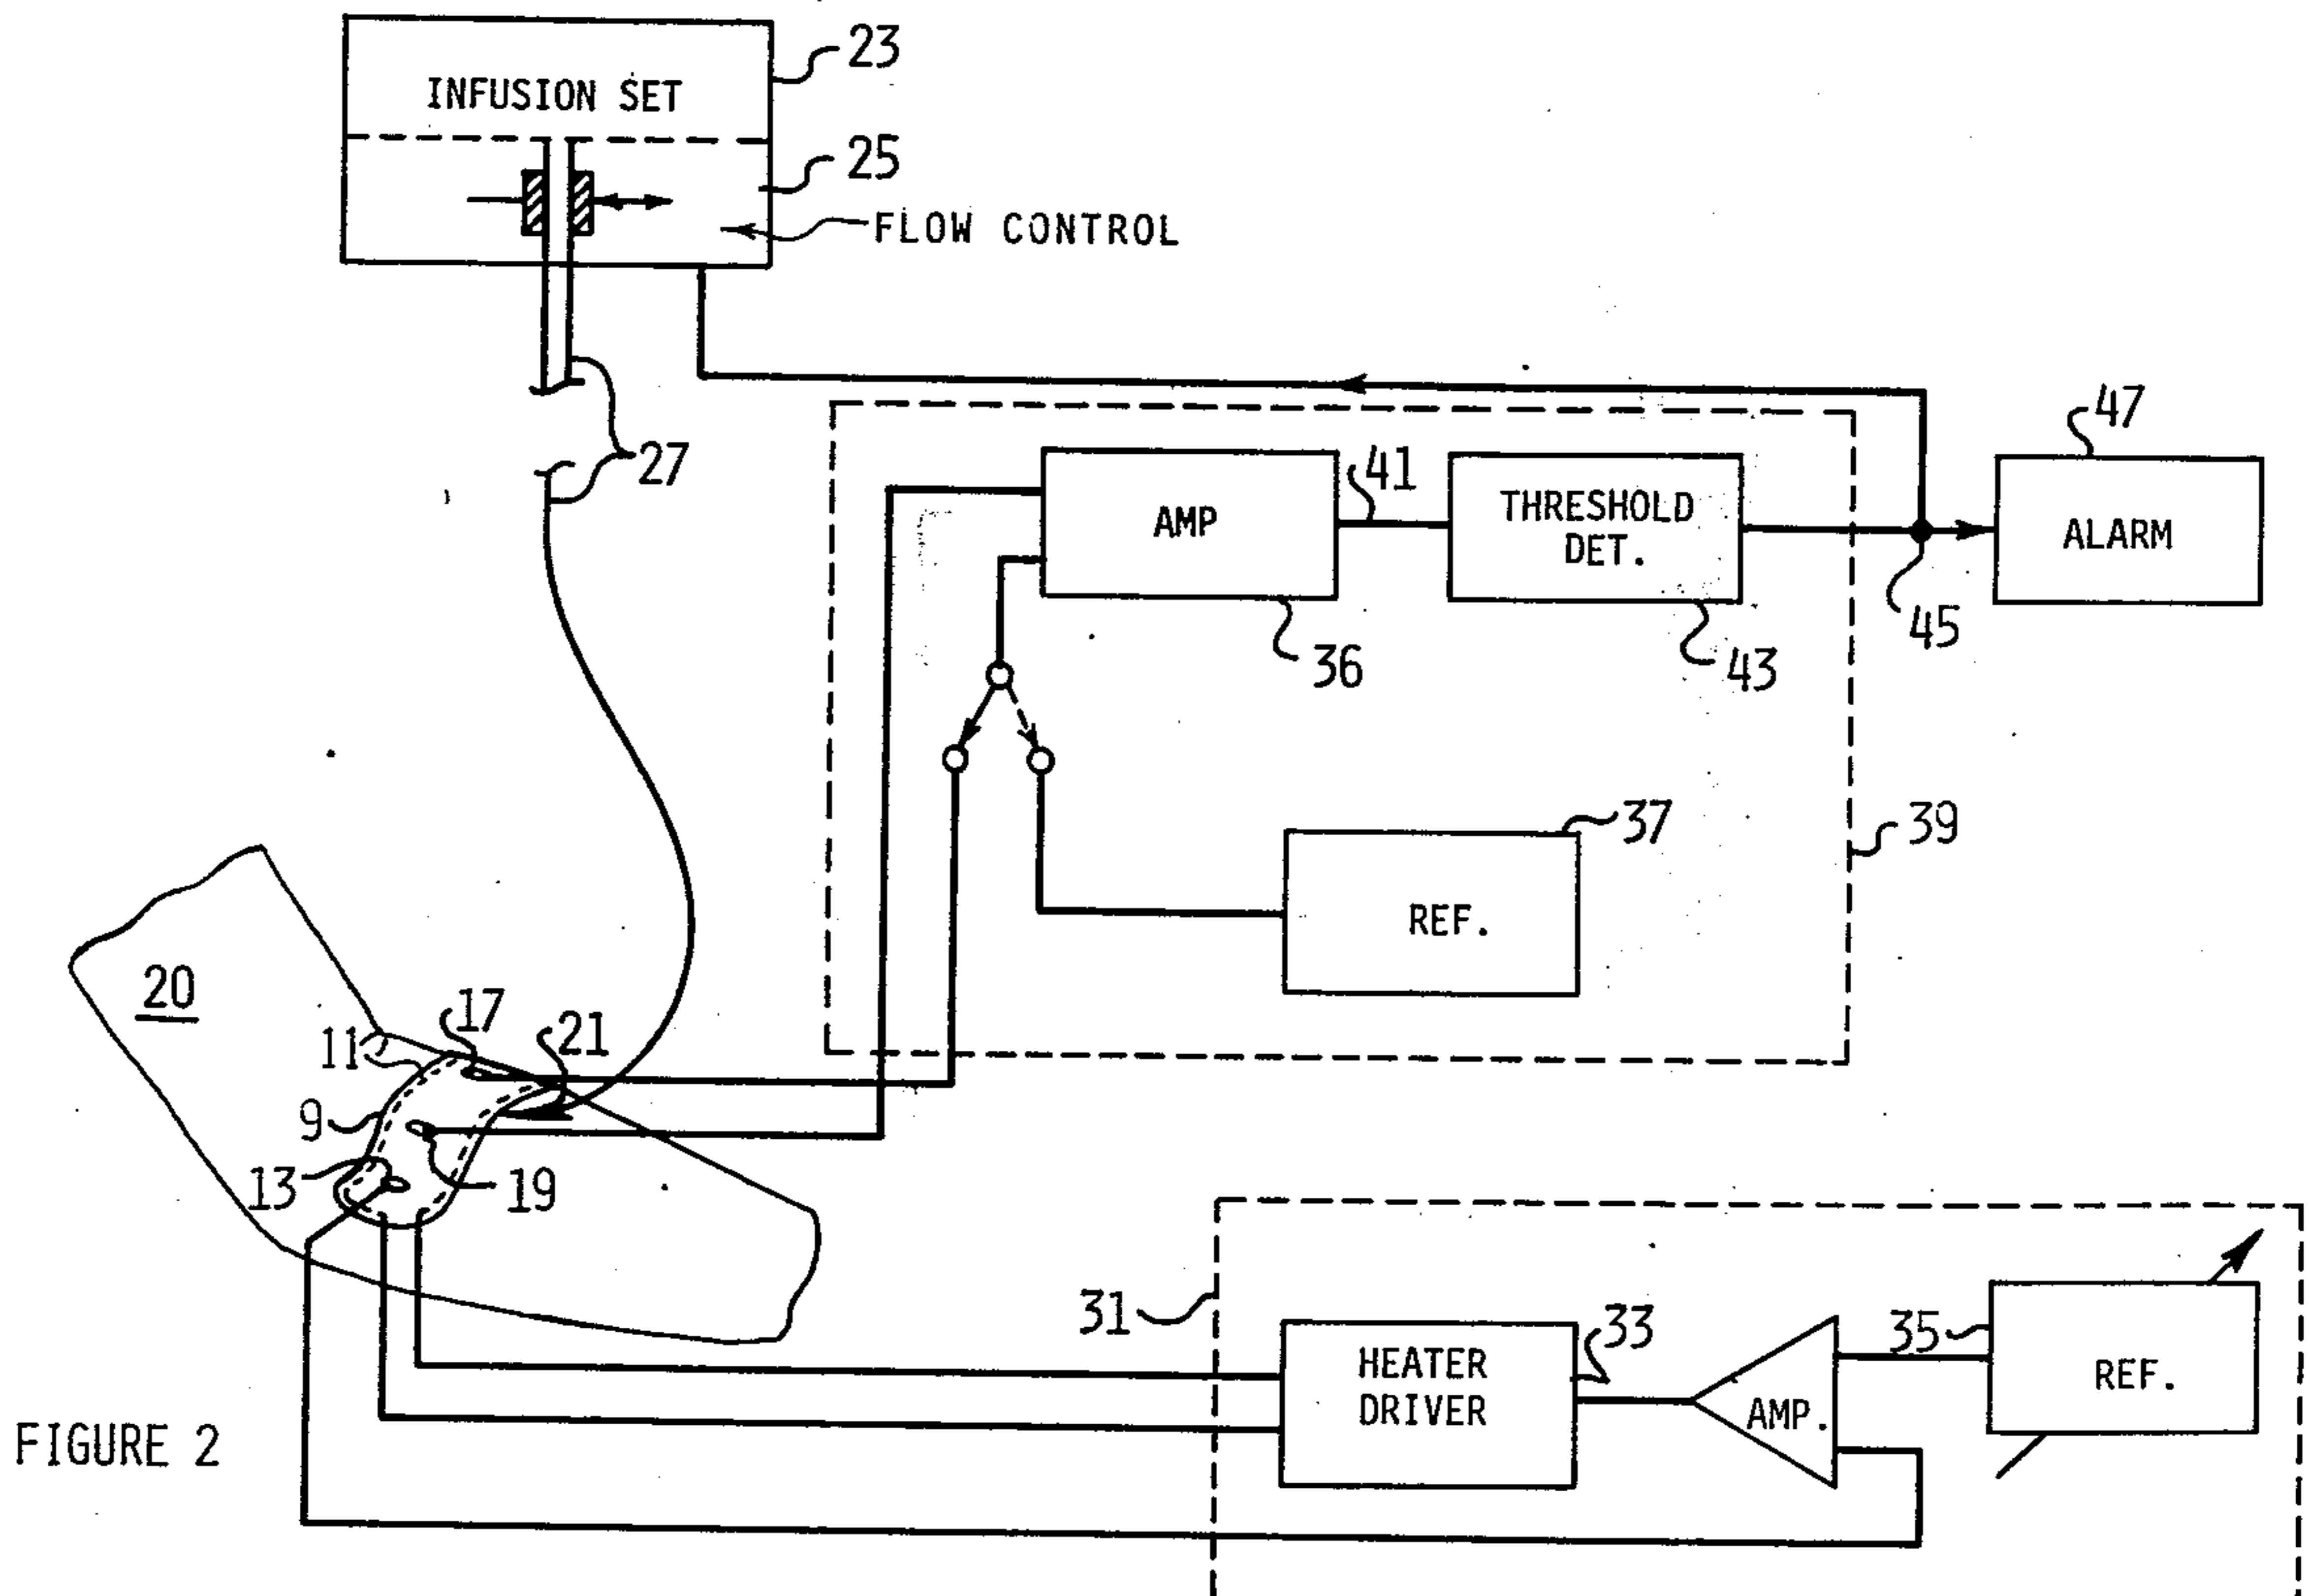 23
INFUSION SET
25
FLOW CONTROL
27
47
41
AMP
THRESHOLD
DET.
ALARM
45
36
43
37
39
REF.
20
17
21
11
9
13
19
31
33
35
HEATER
DRIVER
AMP.
REF.
FIGURE 2